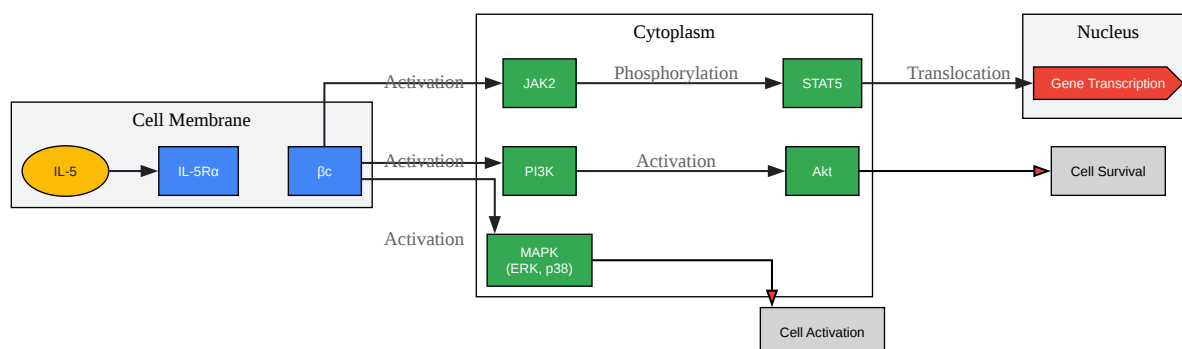 Cytoplasm
Nucleus
Activation
JAK2
Phosphorylation
STAT5
Translocation
Gene Transcription
Cell Membrane
IL-5
IL-5Rα
βc
Activation
PI3K
Activation
Akt
Cell Survival
Activation
MAPK
(ERK, p38)
Cell Activation